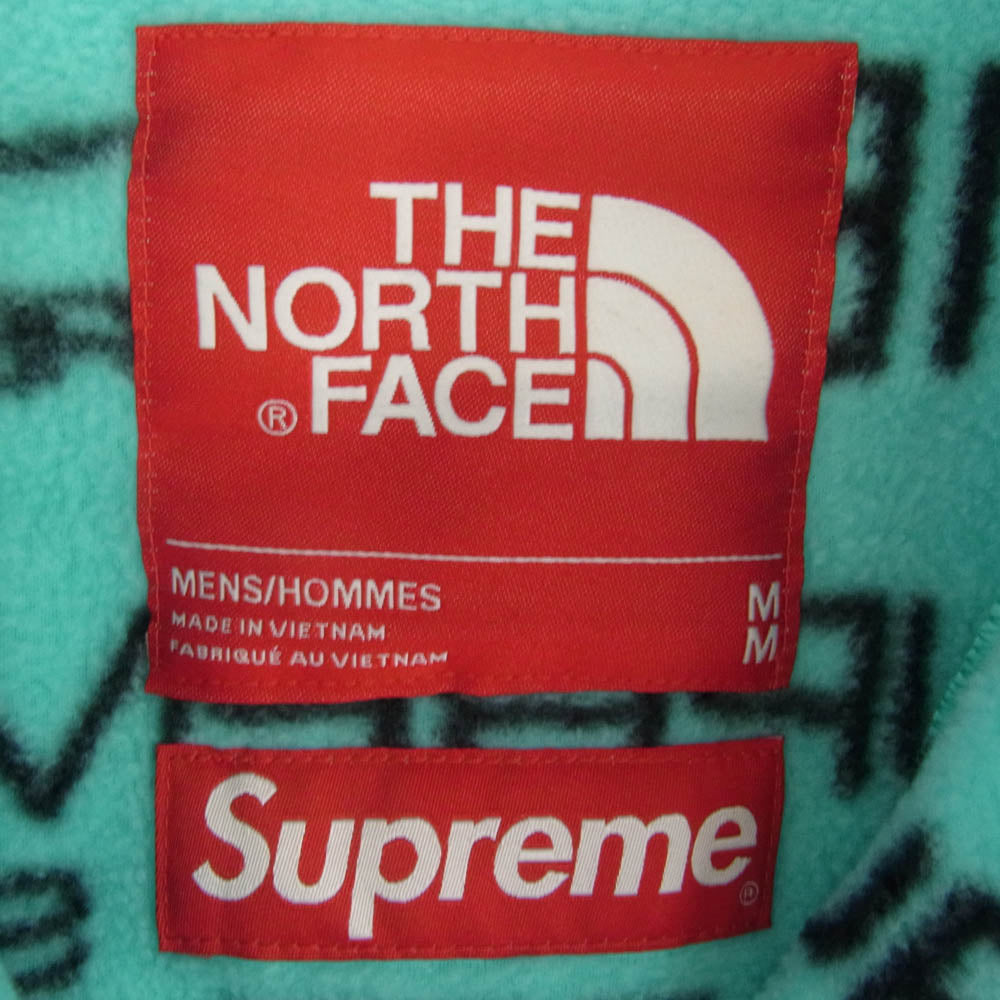 THE
NORTH
® FACE
MENS/HOMMES M
MADE IN VIETNAM
FABRIQUÉ AU VIETNAM M
Supreme®